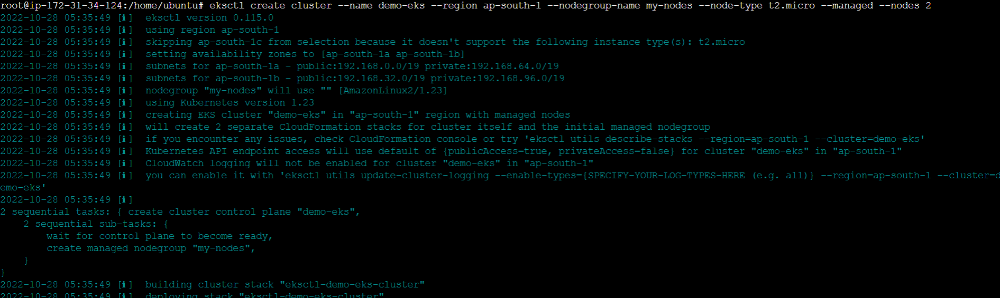 root@ip-172-31-34-124:/home/ubuntu# eksctl create cluster --name demo-eks --region ap-south-1 --nodegroup-name my-nodes --node-type t2.micro --managed --nodes 2
2022-10-28 05:35:49 [ℹ]  eksctl version 0.115.0
2022-10-28 05:35:49 [ℹ]  using region ap-south-1
2022-10-28 05:35:49 [ℹ]  skipping ap-south-1c from selection because it doesn't support the following instance type(s): t2.micro
2022-10-28 05:35:49 [ℹ]  setting availability zones to [ap-south-1a ap-south-1b]
2022-10-28 05:35:49 [ℹ]  subnets for ap-south-1a - public:192.168.0.0/19 private:192.168.64.0/19
2022-10-28 05:35:49 [ℹ]  subnets for ap-south-1b - public:192.168.32.0/19 private:192.168.96.0/19
2022-10-28 05:35:49 [ℹ]  nodegroup "my-nodes" will use "" [AmazonLinux2/1.23]
2022-10-28 05:35:49 [ℹ]  using Kubernetes version 1.23
2022-10-28 05:35:49 [ℹ]  creating EKS cluster "demo-eks" in "ap-south-1" region with managed nodes
2022-10-28 05:35:49 [ℹ]  will create 2 separate CloudFormation stacks for cluster itself and the initial managed nodegroup
2022-10-28 05:35:49 [ℹ]  if you encounter any issues, check CloudFormation console or try 'eksctl utils describe-stacks --region=ap-south-1 --cluster=demo-eks'
2022-10-28 05:35:49 [ℹ]  Kubernetes API endpoint access will use default of {publicAccess=true, privateAccess=false} for cluster "demo-eks" in "ap-south-1"
2022-10-28 05:35:49 [ℹ]  CloudWatch logging will not be enabled for cluster "demo-eks" in "ap-south-1"
2022-10-28 05:35:49 [ℹ]  you can enable it with 'eksctl utils update-cluster-logging --enable-types={SPECIFY-YOUR-LOG-TYPES-HERE (e.g. all)} --region=ap-south-1 --cluster=d
emo-eks'
2022-10-28 05:35:49 [ℹ]
2 sequential tasks: { create cluster control plane "demo-eks",
    2 sequential sub-tasks: {
        wait for control plane to become ready,
        create managed nodegroup "my-nodes",
    }
}
2022-10-28 05:35:49 [ℹ]  building cluster stack "eksctl-demo-eks-cluster"
2022-10-28 05:35:49 [ℹ]  deploying stack "eksctl-demo-eks-cluster"